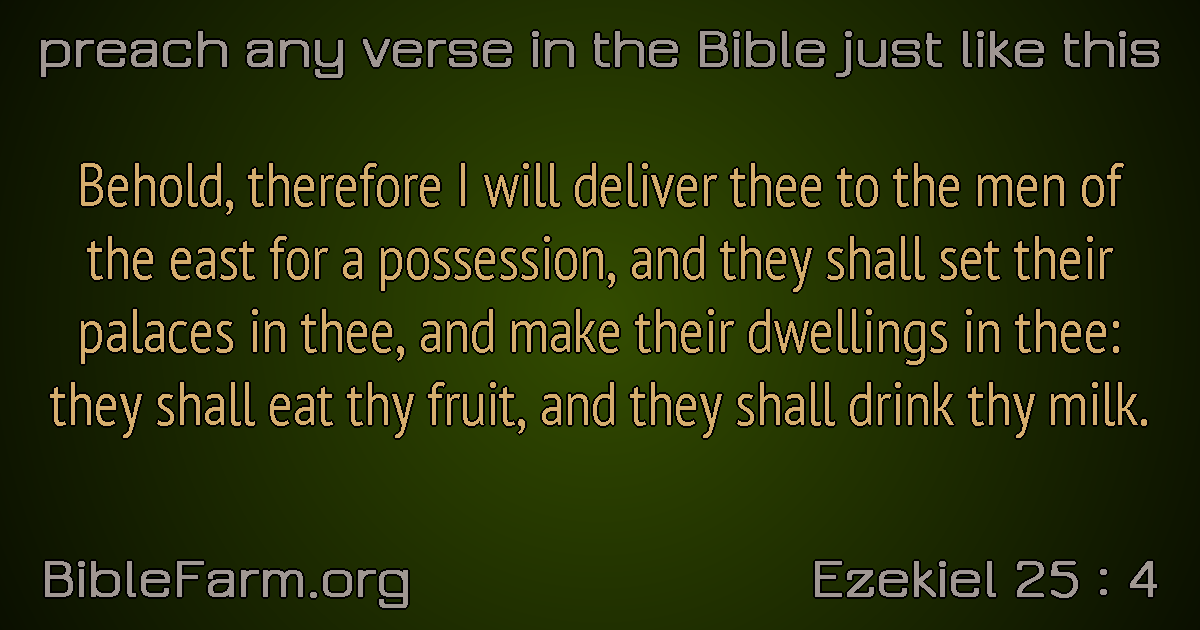 preach any verse in the Bible just like this
Behold, therefore I will deliver thee to the men of
the east for a possession, and they shall set their
palaces in thee, and make their dwellings in thee:
they shall eat thy fruit, and they shall drink thy milk.
BibleFarm.org
Ezekiel 25 : 4